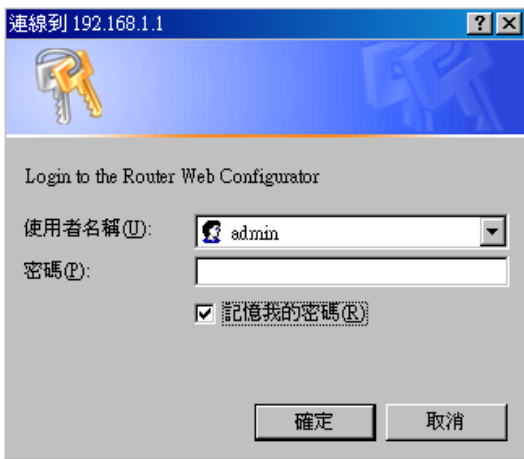 連線到 192.168.1.1
Login to the Router Web Configurator
使用者名稱(U):
admin
密碼(P):
記憶我的密碼(R)
確定
取消